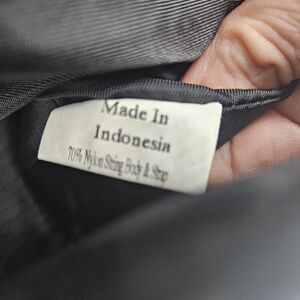 Made In
Indonesia
70% Nylon String Body & Strap